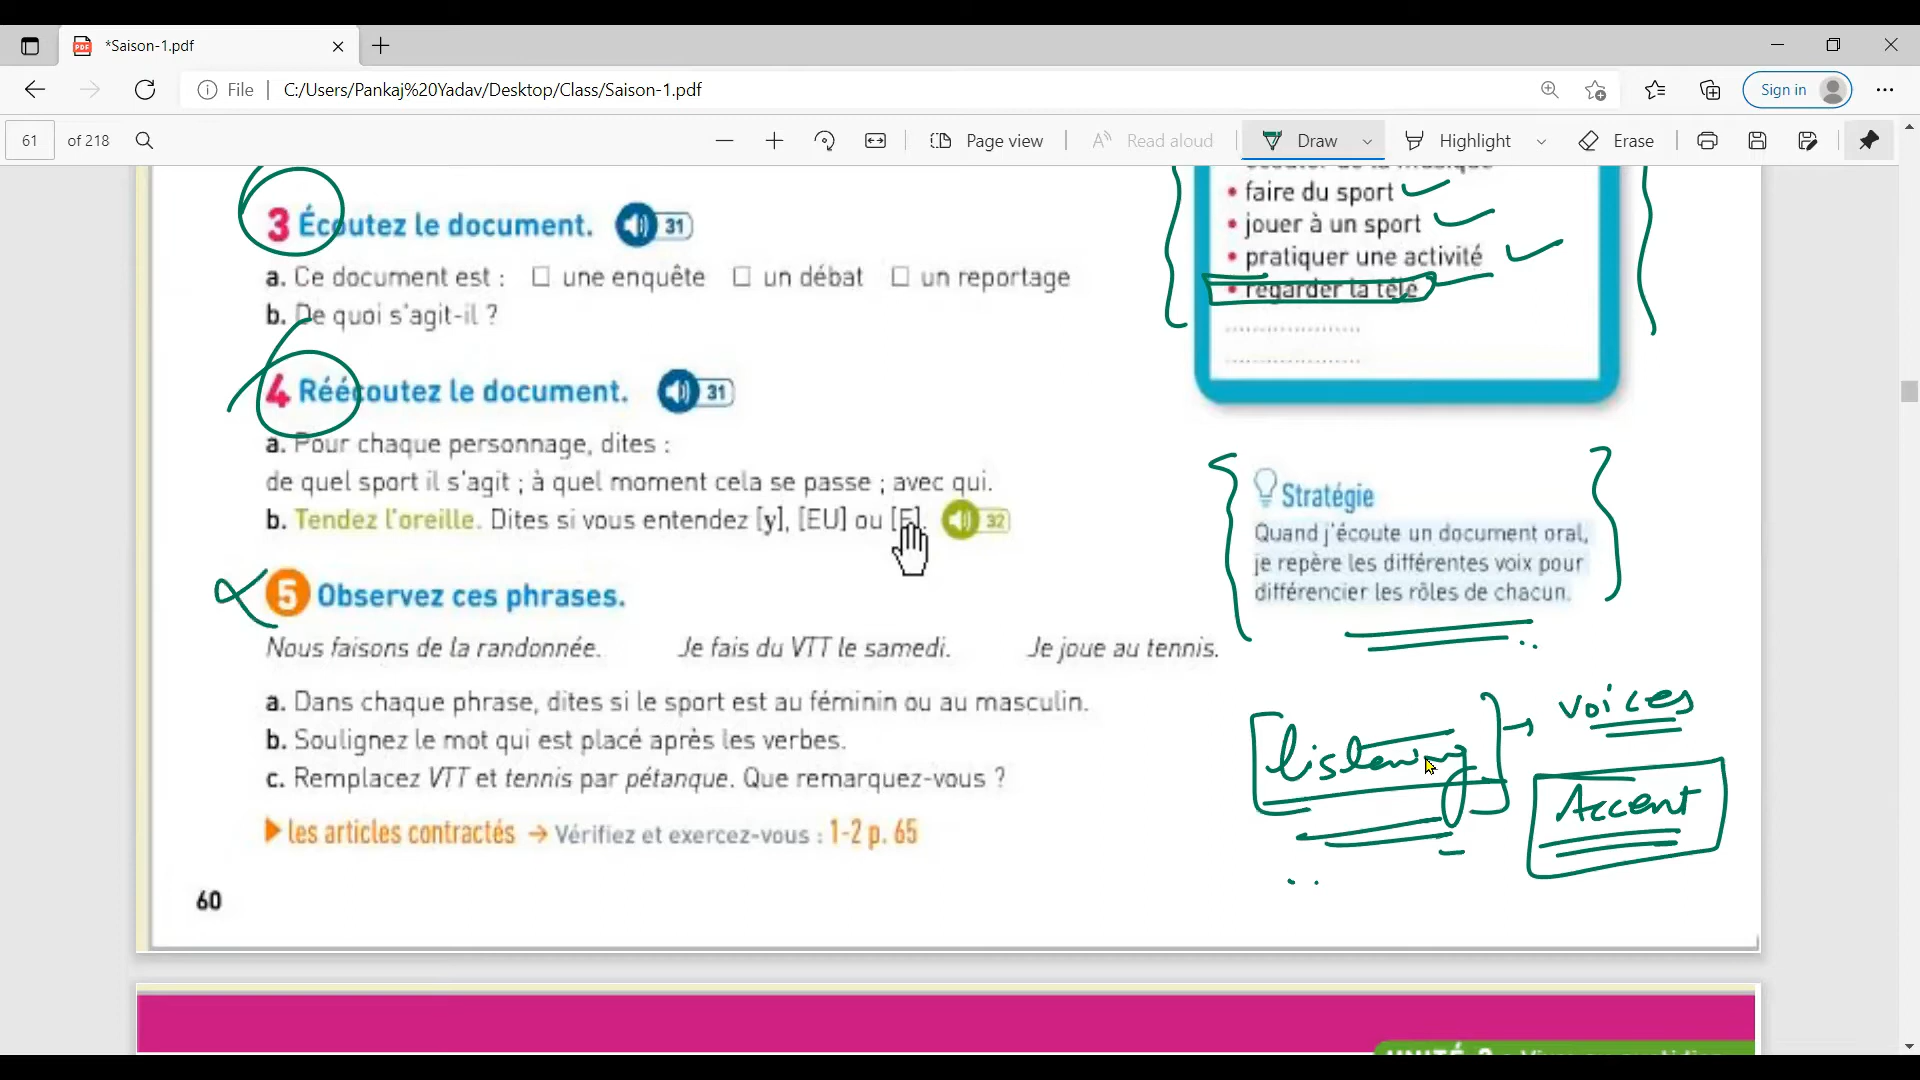 *Saison-1.pdf
File | C:/Users/Pankaj%20Yadav/Desktop/Class/Saison-1.pdf
Sign in
61 of 218
Page view
Read aloud
Draw
Highlight
Erase
3 Écoutez le document. 31
a. Ce document est : □ une enquête □ un débat □ un reportage
b. De quoi s'agit-il ?
4 Réécoutez le document. 31
a. Pour chaque personnage, dites :
de quel sport il s'agit ; à quel moment cela se passe ; avec qui.
b. Tendez l'oreille. Dites si vous entendez [y], [EU] ou [E]. 32
5 Observez ces phrases.
Nous faisons de la randonnée. Je fais du VTT le samedi. Je joue au tennis.
a. Dans chaque phrase, dites si le sport est au féminin ou au masculin.
b. Soulignez le mot qui est placé après les verbes.
c. Remplacez VTT et tennis par pétanque. Que remarquez-vous ?
les articles contractés → Vérifiez et exercez-vous : 1-2 p. 65
60
écouter de la musique
• faire du sport
• jouer à un sport
• pratiquer une activité
• regarder la télé
Stratégie
Quand j'écoute un document oral,
je repère les différentes voix pour
différencier les rôles de chacun.
listening → voices
Accent